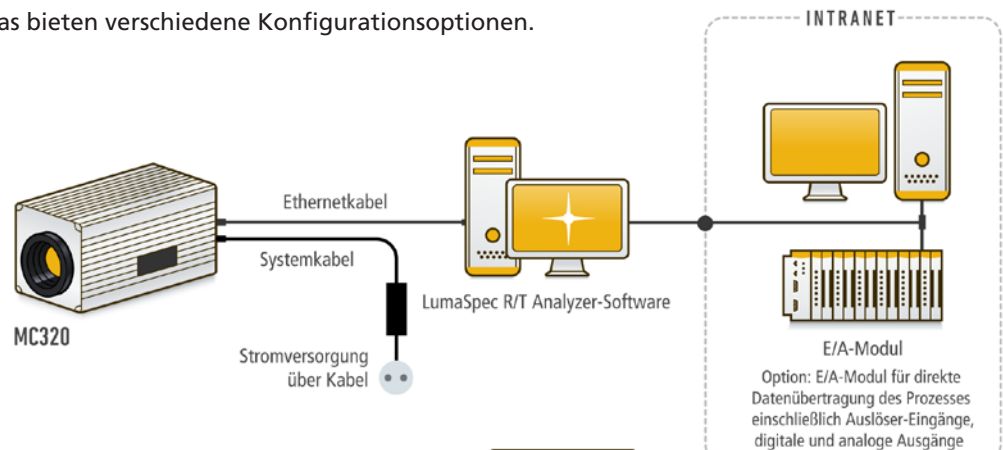 bieten verschiedene Konfigurationsoptionen.
INTRANET
Ethernetkabel
Systemkabel
MC320
LumaSpec R/T Analyzer-Software
Stromversorgung
über Kabel
E/A-Modul
Option: E/A-Modul für direkte
Datenübertragung des Prozesses
einschließlich Auslöser-Eingänge,
digitale und analoge Ausgänge